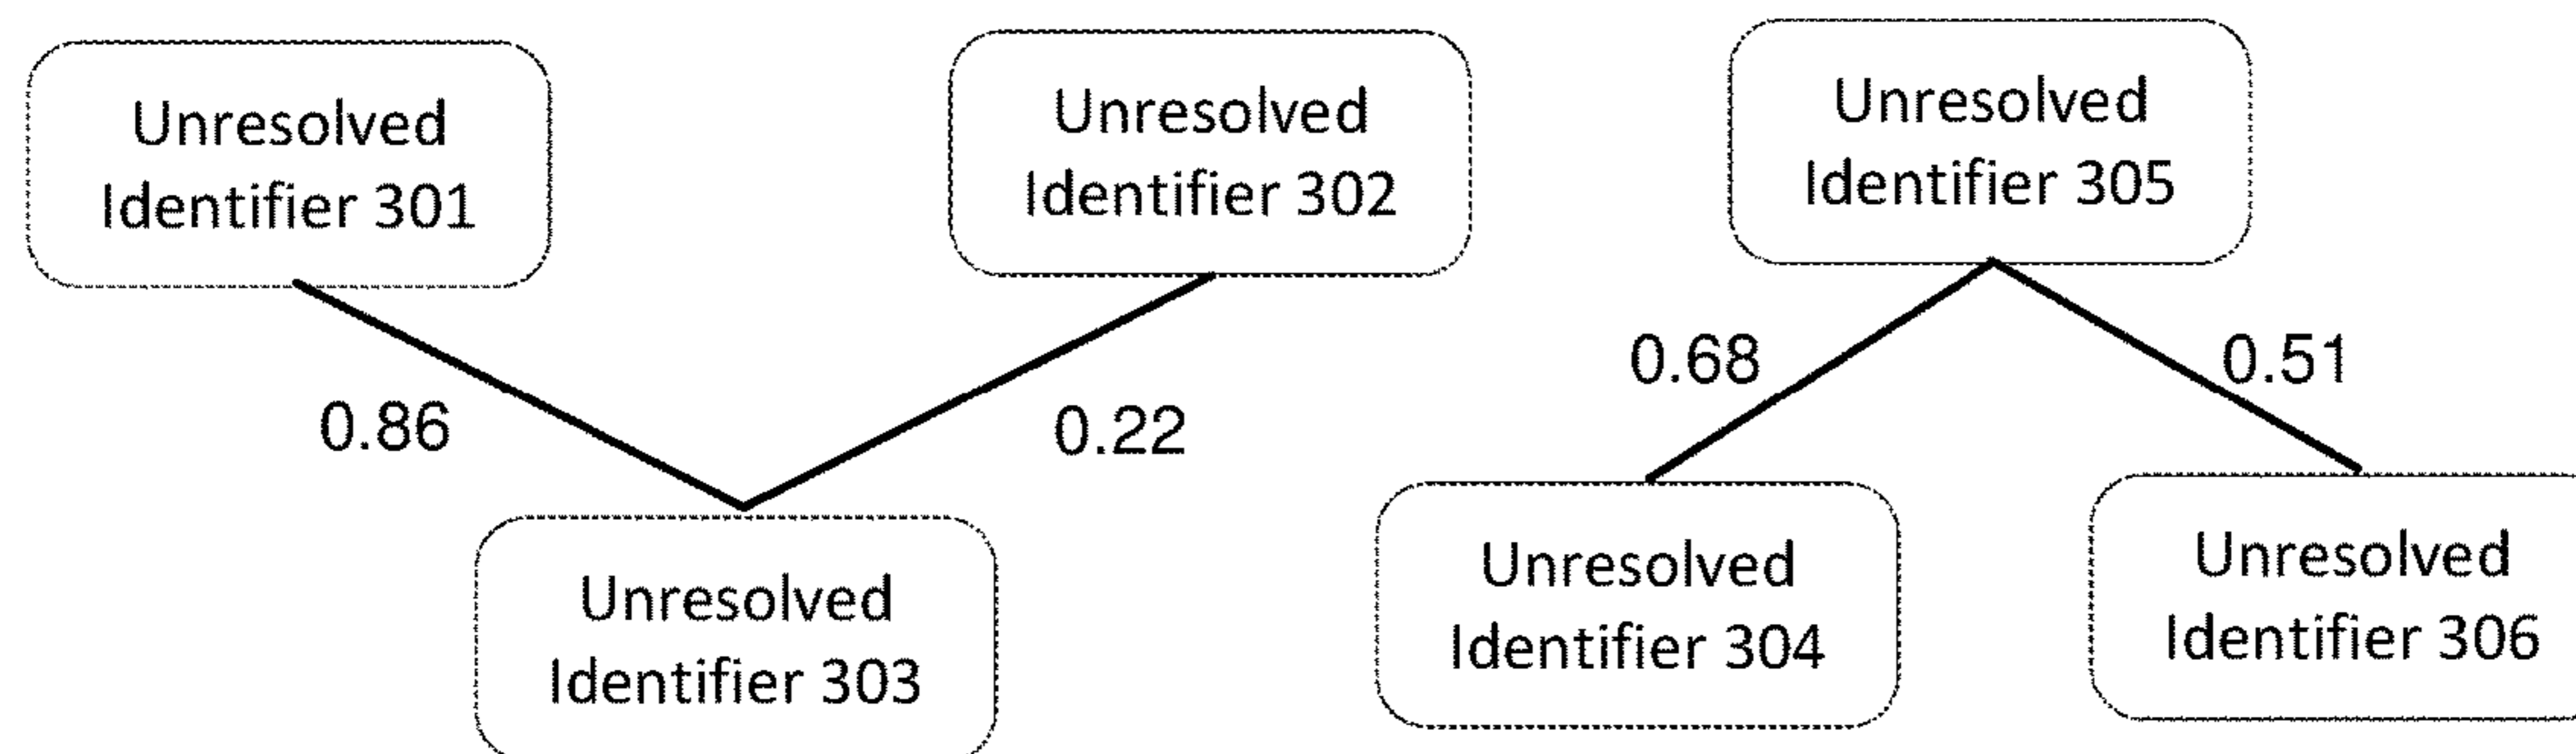 Unresolved
Identifier 301
Unresolved
Identifier 302
Unresolved
Identifier 305
0.86
0.22
0.68
0.51
Unresolved
Identifier 303
Unresolved
Identifier 304
Unresolved
Identifier 306